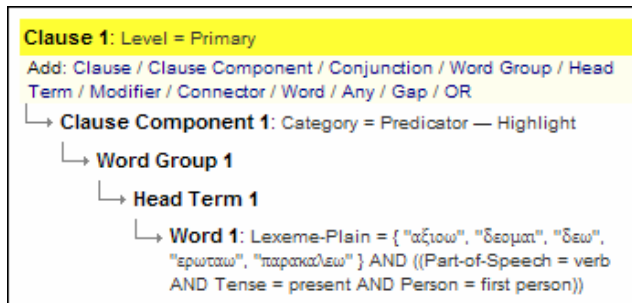 Clause 1: Level = Primary
Add: Clause / Clause Component / Conjunction / Word Group / Head
Term / Modifier / Connector / Word / Any / Gap / OR
Clause Component 1: Category = Predicator — Highlight
Word Group 1
Head Term 1
Word 1: Lexeme-Plain = { "αξιοω", "δεομαι", "δεω",
"ερωταω", "παρακαλεω" } AND ((Part-of-Speech = verb
AND Tense = present AND Person = first person))